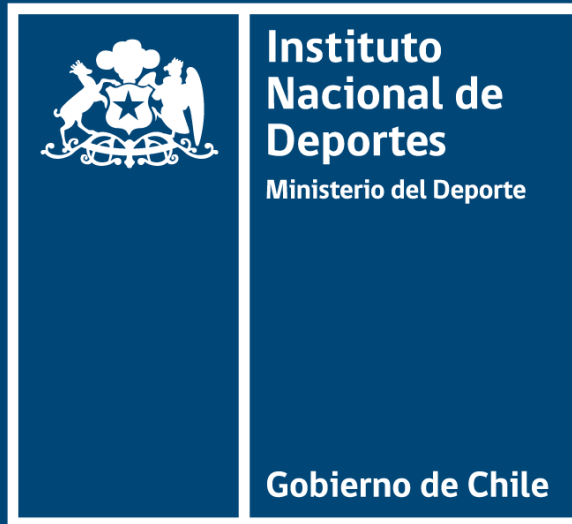 Instituto
Nacional de
Deportes
Ministerio del Deporte
Gobierno de Chile